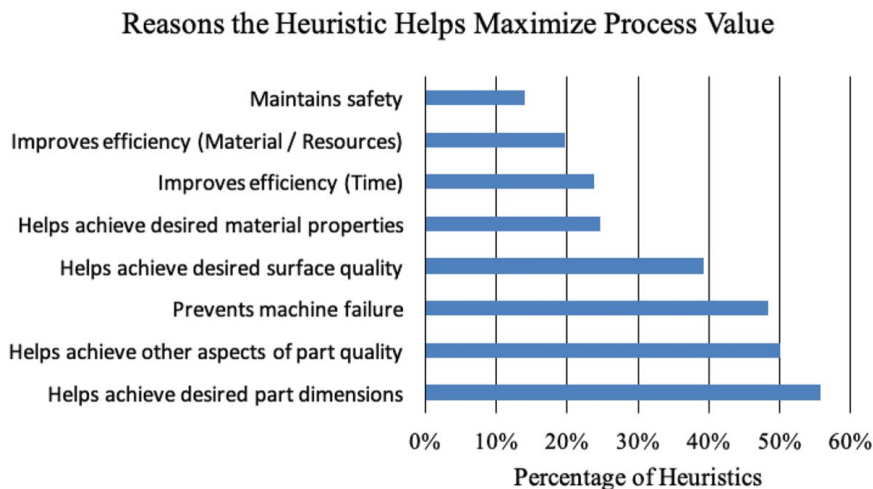 Reasons the Heuristic Helps Maximize Process Value
Maintains safety
Improves efficiency (Material / Resources)
Improves efficiency (Time)
Helps achieve desired material properties
Helps achieve desired surface quality
Prevents machine failure
Helps achieve other aspects of part quality
Helps achieve desired part dimensions
0% 10% 20% 30% 40% 50% 60%
Percentage of Heuristics